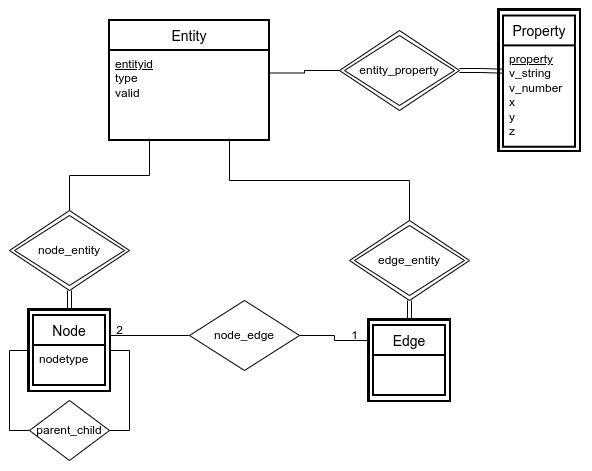 Entity
entityid
type
valid
entity_property
Property
property
v_string
v_number
x
y
z
node_entity
edge_entity
Node
nodetype
2
node_edge
1
Edge
parent_child